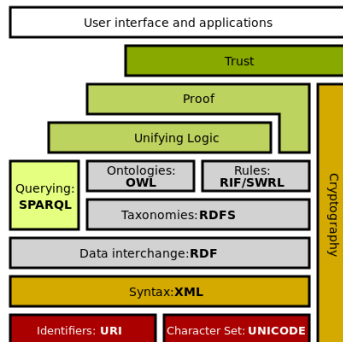 User interface and applications
Trust
Proof
Unifying Logic
Ontologies:
OWL
Rules:
RIF/SWRL
Querying:
SPARQL
Taxonomies:RDFS
Data interchange:RDF
Syntax:XML
Identifiers: URI
Character Set: UNICODE
Cryptography